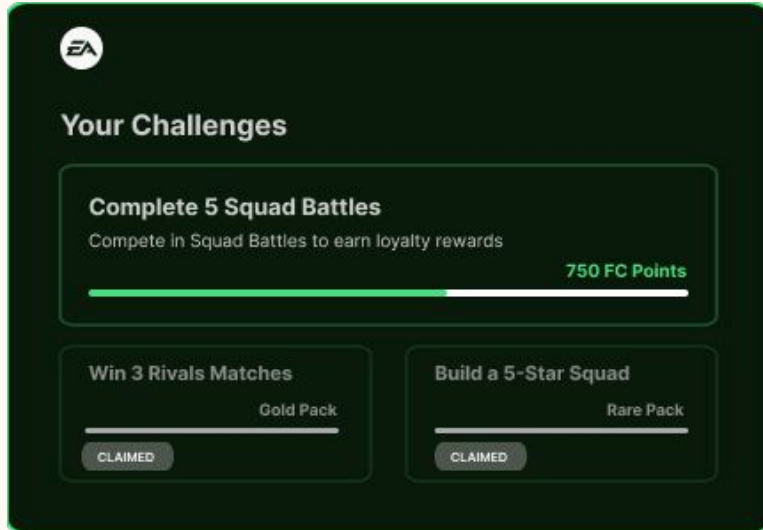 EA
Your Challenges
Complete 5 Squad Battles
Compete in Squad Battles to earn loyalty rewards
750 FC Points
Win 3 Rivals Matches
Gold Pack
CLAIMED
Build a 5-Star Squad
Rare Pack
CLAIMED